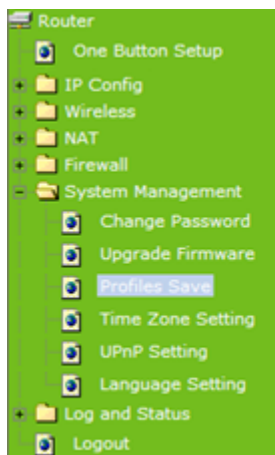 Router
One Button Setup
IP Config
Wireless
NAT
Firewall
System Management
Change Password
Upgrade Firmware
Profiles Save
Time Zone Setting
UPnP Setting
Language Setting
Log and Status
Logout